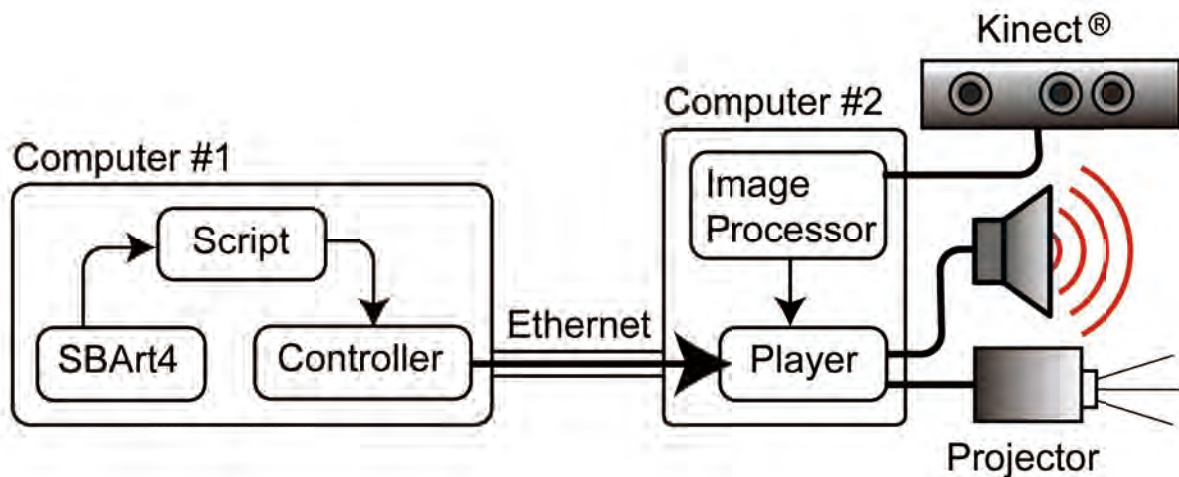 Kinect ®
Computer #2
Computer #1
Image
Processor
Script
Ethernet
SBArt4
Controller
Player
Projector